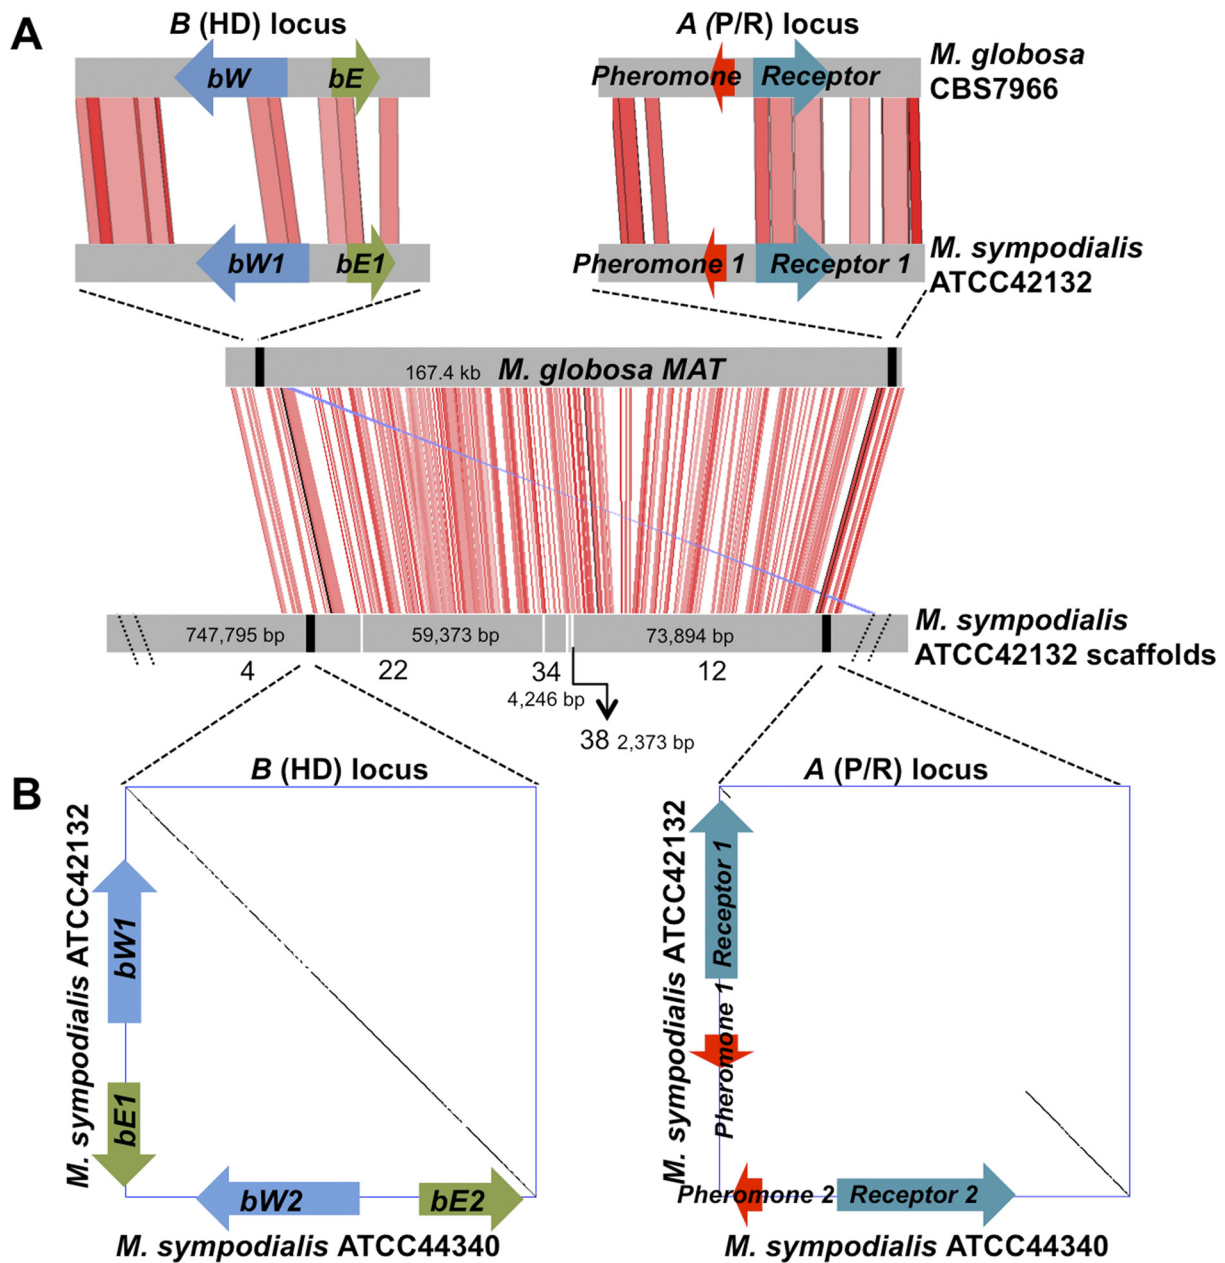 A
B (HD) locus
A (P/R) locus
bW
bE
Pheromone
Receptor
M. globosa
CBS7966
bW1
bE1
Pheromone 1
Receptor 1
M. sympodialis
ATCC42132
167.4 kb
M. globosa MAT
747,795 bp
59,373 bp
73,894 bp
M. sympodialis
ATCC42132 scaffolds
4
22
34
12
4,246 bp
38 2,373 bp
B
B (HD) locus
A (P/R) locus
M. sympodialis ATCC42132
bW1
bE1
bW2
bE2
M. sympodialis ATCC44340
M. sympodialis ATCC42132
Receptor 1
Pheromone 1
Pheromone 2
Receptor 2
M. sympodialis ATCC44340